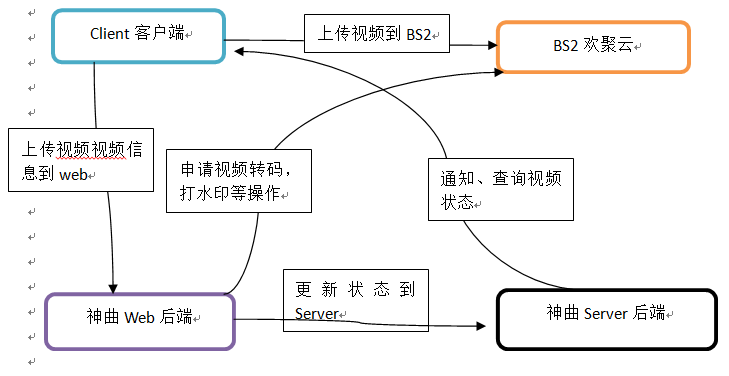 Client 客户端
上传视频到 BS2
BS2 欢聚云
上传视频视频信
息到 web
申请视频转码，
打水印等操作
通知、查询视频
状态
更新状态到
Server
神曲 Web 后端
神曲 Server 后端